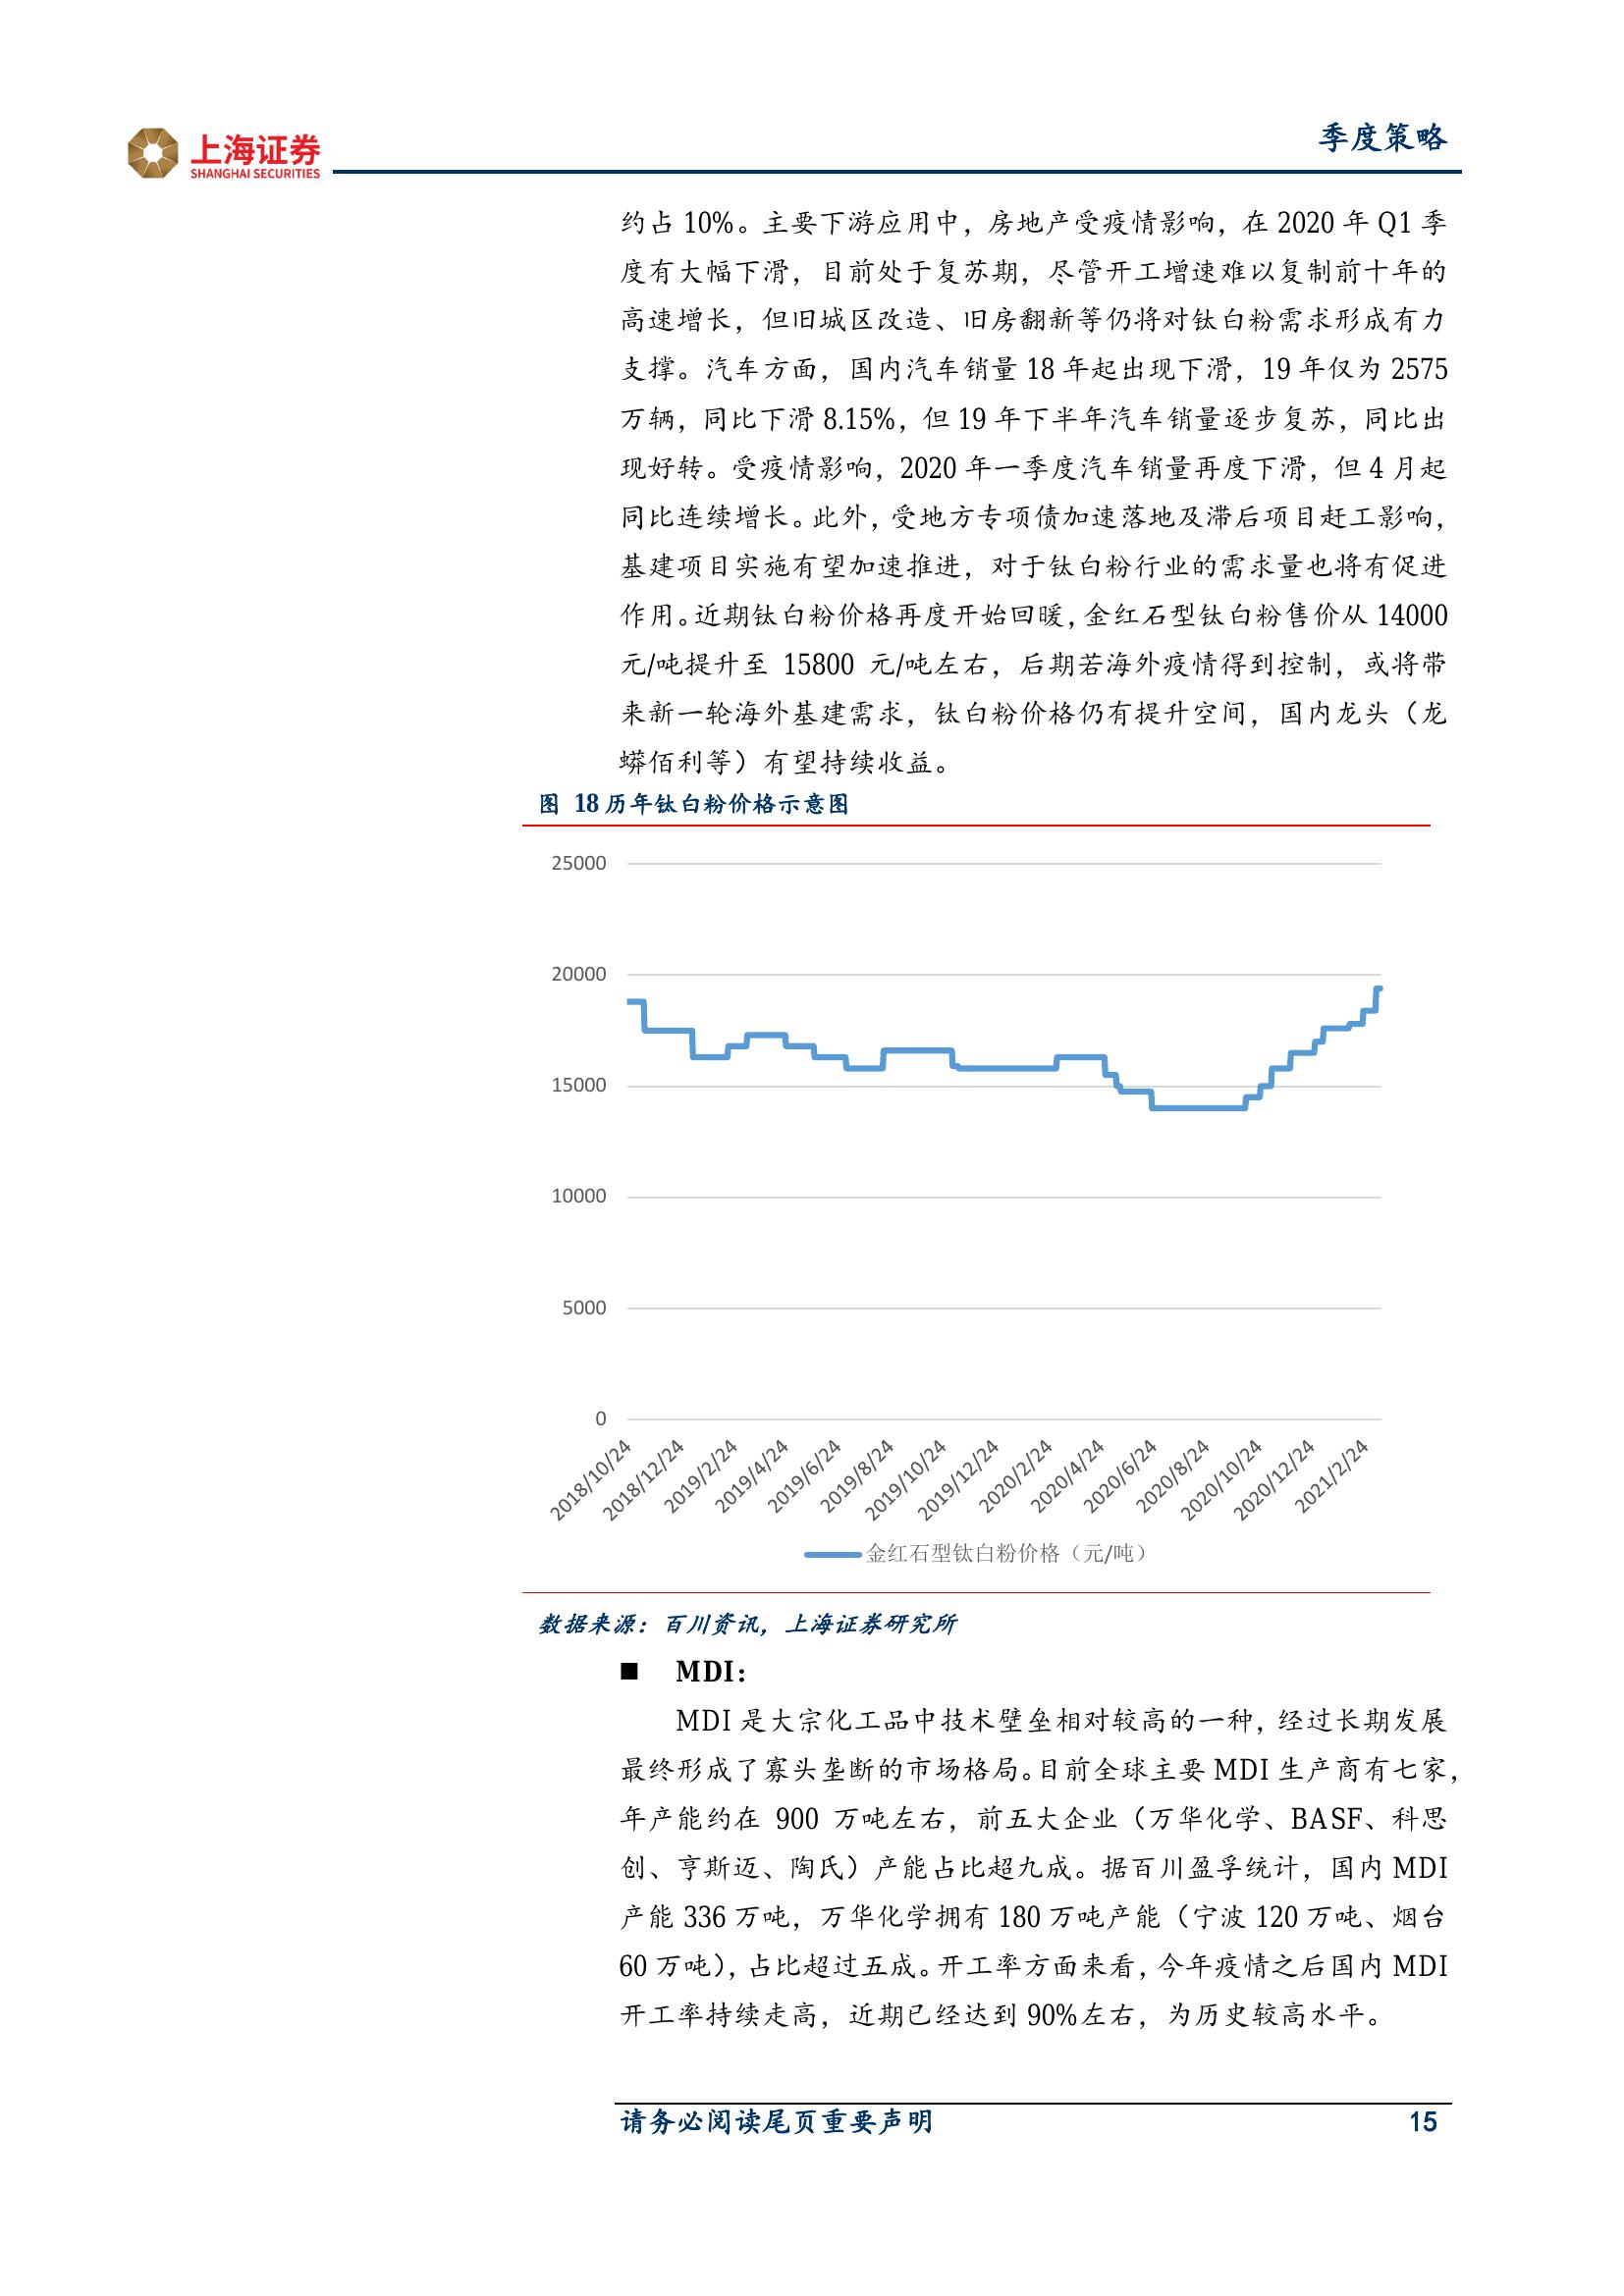 上海证券
SHANGHAI SECURITIES
季度策略
约占 10%。主要下游应用中，房地产受疫情影响，在 2020 年 Q1 季
度有大幅下滑，目前处于复苏期，尽管开工增速难以复制前十年的
高速增长，但旧城区改造、旧房翻新等仍将对钛白粉需求形成有力
支撑。汽车方面，国内汽车销量 18 年起出现下滑，19 年仅为 2575
万辆，同比下滑 8.15%，但 19 年下半年汽车销量逐步复苏，同比出
现好转。受疫情影响，2020 年一季度汽车销量再度下滑，但 4 月起
同比连续增长。此外，受地方专项债加速落地及滞后项目赶工影响，
基建项目实施有望加速推进，对于钛白粉行业的需求量也将有促进
作用。近期钛白粉价格再度开始回暖，金红石型钛白粉售价从 14000
元/吨提升至 15800 元/吨左右，后期若海外疫情得到控制，或将带
来新一轮海外基建需求，钛白粉价格仍有提升空间，国内龙头（龙
蟒佰利等）有望持续收益。
图 18 历年钛白粉价格示意图
25000
20000
15000
10000
5000
0
2018/10/24
2018/12/24
2019/2/24
2019/4/24
2019/6/24
2019/8/24
2019/10/24
2019/12/24
2020/2/24
2020/4/24
2020/6/24
2020/8/24
2020/10/24
2020/12/24
2021/2/24
金红石型钛白粉价格（元/吨）
数据来源：百川资讯，上海证券研究所
■ MDI：
MDI 是大宗化工品中技术壁垒相对较高的一种，经过长期发展
最终形成了寡头垄断的市场格局。目前全球主要 MDI 生产商有七家，
年产能约在 900 万吨左右，前五大企业（万华化学、BASF、科思
创、亨斯迈、陶氏）产能占比超九成。据百川盈孚统计，国内 MDI
产能 336 万吨，万华化学拥有 180 万吨产能（宁波 120 万吨、烟台
60 万吨），占比超过五成。开工率方面来看，今年疫情之后国内 MDI
开工率持续走高，近期已经达到 90%左右，为历史较高水平。
请务必阅读尾页重要声明
15